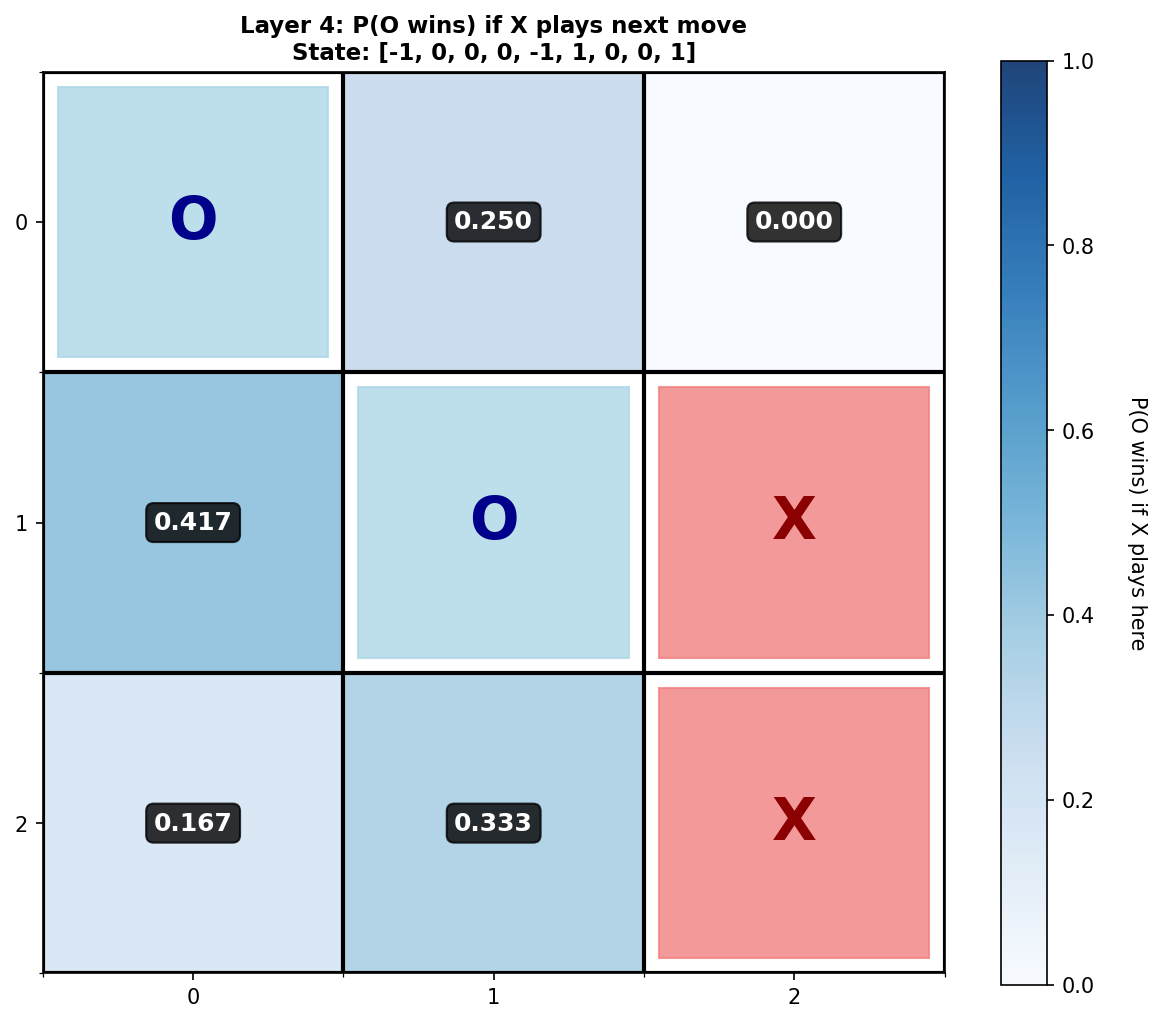 Layer 4: P(O wins) if X plays next move
State: [-1, 0, 0, 0, -1, 1, 0, 0, 1]
0
O
0.250
0.000
1
0.417
O
X
2
0.167
0.333
X
0
1
2
1.0
0.8
0.6
0.4
0.2
0.0
P(O wins) if X plays here